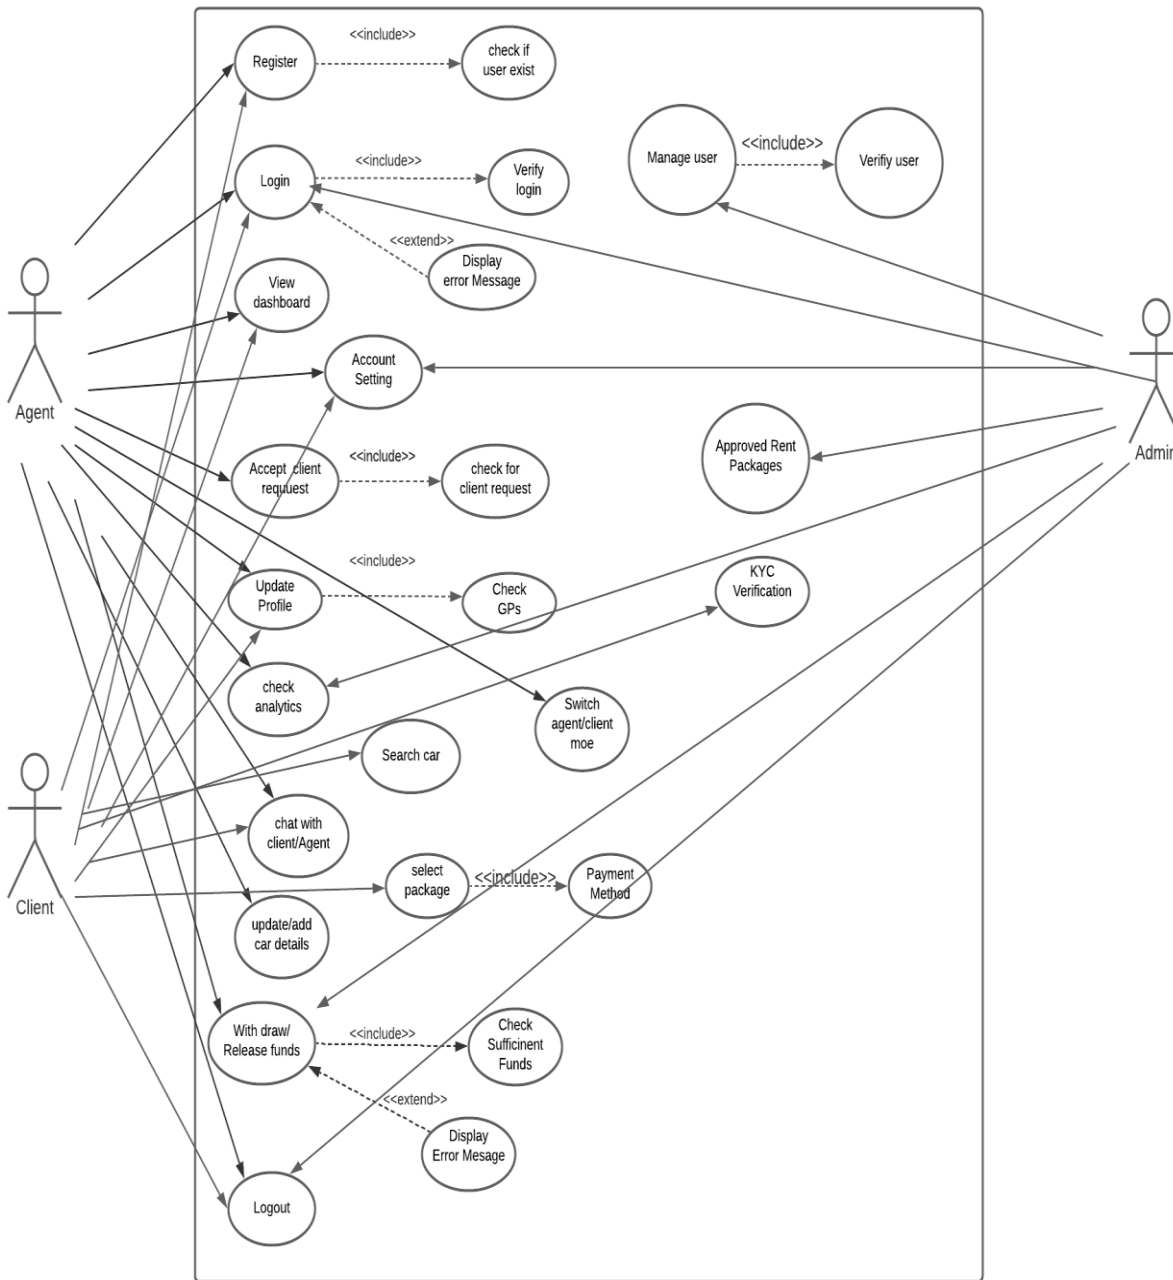 <<include>>
Register
check if
user exist
<<include>>
Manage user
Verifiy user
<<include>>
Login
Verify
login
<<extend>>
Display
error Message
View
dashboard
Account
Setting
Agent
Admin
Approved Rent
Packages
Accept client
requuest
<<include>>
check for
client request
<<include>>
Update
Profile
Check
GPs
KYC
Verification
check
analytics
Switch
agent/client
moe
Search car
chat with
client/Agent
select
package
<<include>>
Payment
Method
Client
update/add
car details
With draw/
Release funds
<<include>>
Check
Sufficinent
Funds
<<extend>>
Display
Error Mesage
Logout